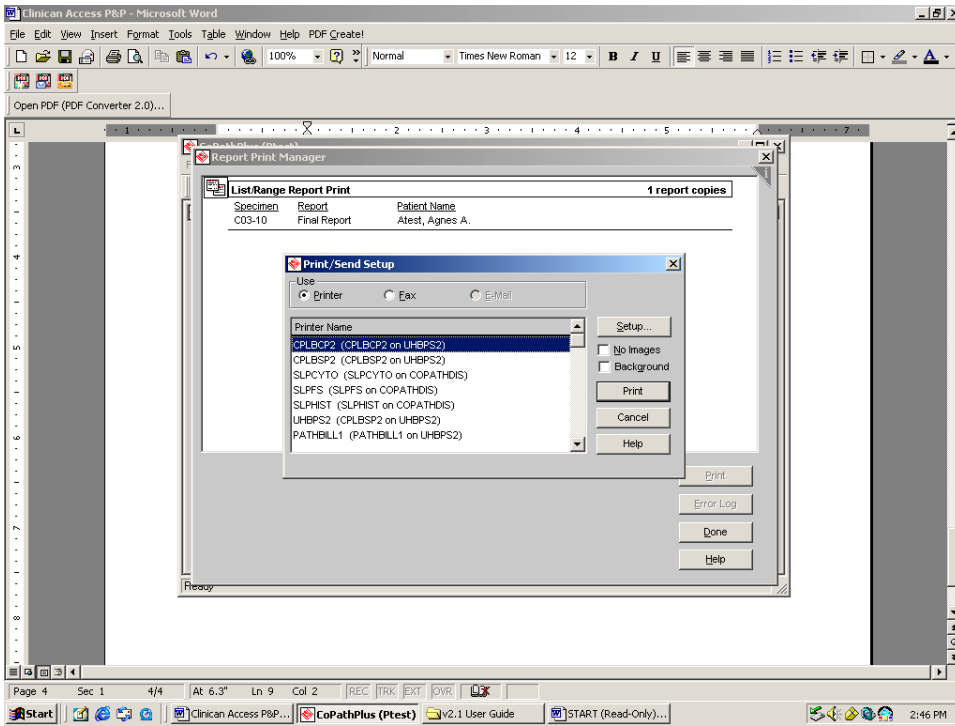 Clinican Access P&P - Microsoft Word
File Edit View Insert Format Tools Table Window Help PDF Create!
100% Normal Times New Roman 12 B I U A
Open PDF (PDF Converter 2.0)...
1 2 3 4 5 7
Report Print Manager
List/Range Report Print 1 report copies
Specimen Report Patient Name
C03-10 Final Report Atest, Agnes A.
Print/Send Setup
Use
Printer Fax E-Mail
Printer Name
Setup...
CPLBCP2 (CPLBCP2 on UHBPS2)
No Images
CPLBSP2 (CPLBSP2 on UHBPS2)
Background
SLPCYTO (SLPCYTO on COPATHDIS)
SLPFS (SLPFS on COPATHDIS)
Print
SLPHIST (SLPHIST on COPATHDIS)
UHBPS2 (CPLBSP2 on UHBPS2)
Cancel
PATHBILL1 (PATHBILL1 on UHBPS2)
Help
Print
Error Log
Done
Help
Ready
Page 4 Sec 1 4/4 At 6.3" Ln 9 Col 2 REC TRK EXT OVR
Start Clinican Access P&P... CoPathPlus (Ptest) v2.1 User Guide START (Read-Only)... 2:46 PM